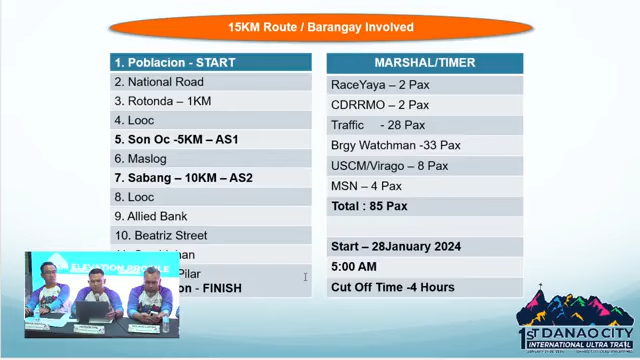 15KM Route / Barangay Involved
1. Poblacion - START
2. National Road
3. Rotonda – 1KM
4. Looc
5. Son Oc -5KM – AS1
6. Maslog
7. Sabang – 10KM – AS2
8. Looc
9. Allied Bank
10. Beatriz Street
Pilar
- FINISH
MARSHAL/TIMER
RaceYaya – 2 Pax
CDRRMO – 2 Pax
Traffic - 28 Pax
Brgy Watchman -33 Pax
USCM/Virago – 8 Pax
MSN – 4 Pax
Total : 85 Pax
Start – 28January 2024
5:00 AM
Cut Off Time -4 Hours
ELEVATION PROFILE
1ST DANAO CITY
INTERNATIONAL ULTRA TRAIL